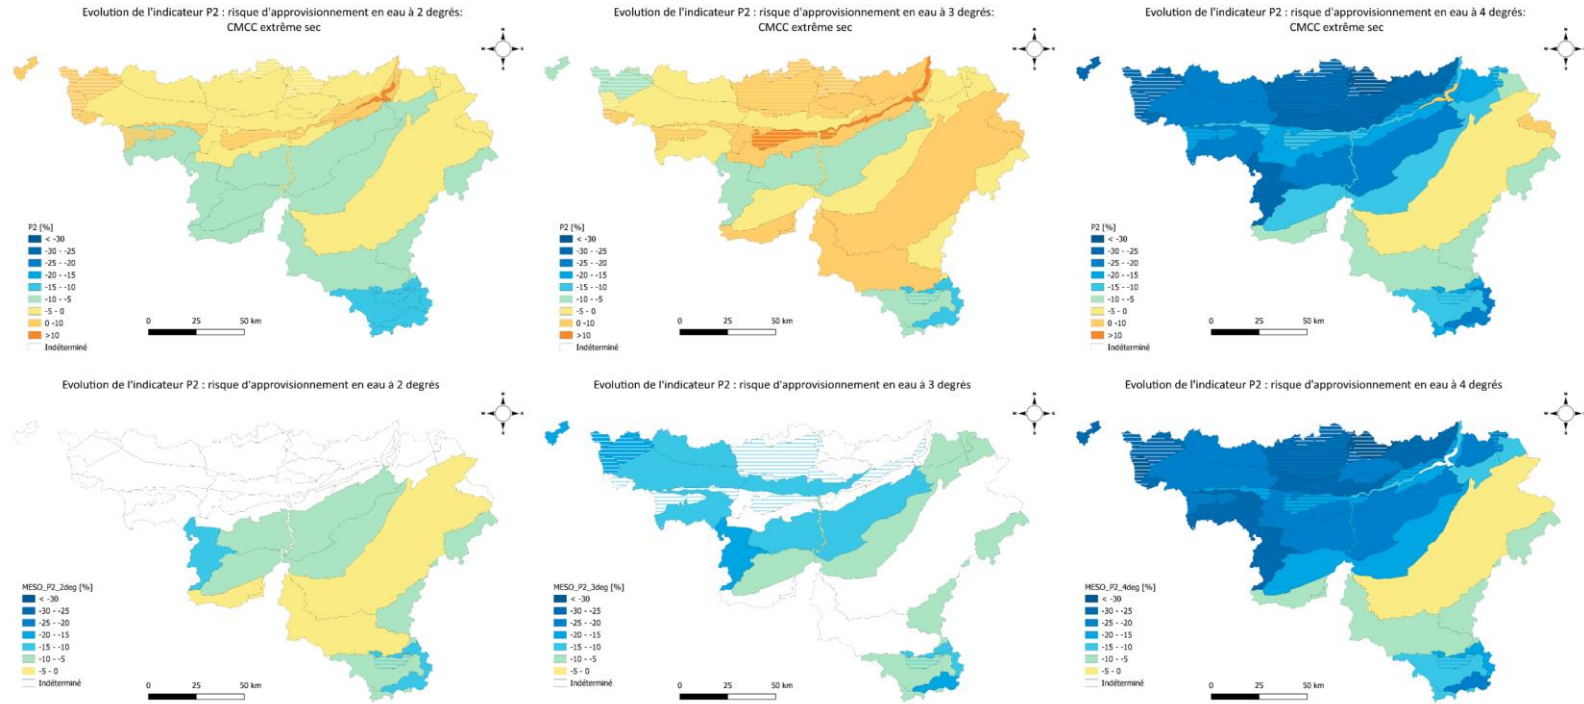 Evolution de l'indicateur P2 : risque d'approvisionnement en eau à 2 degrés:
CMCC extrême sec
P2 [%]
< -30
-30 - -25
-25 - -20
-20 - -15
-15 - -10
-10 - -5
-5 - 0
0 -10
>10
Indéterminé
0 25 50 km
Evolution de l'indicateur P2 : risque d'approvisionnement en eau à 3 degrés:
CMCC extrême sec
P2 [%]
< -30
-30 - -25
-25 - -20
-20 - -15
-15 - -10
-10 - -5
-5 - 0
0 -10
>10
Indéterminé
0 25 50 km
Evolution de l'indicateur P2 : risque d'approvisionnement en eau à 4 degrés:
CMCC extrême sec
P2 [%]
< -30
-30 - -25
-25 - -20
-20 - -15
-15 - -10
-10 - -5
-5 - 0
0 -10
>10
Indéterminé
0 25 50 km
Evolution de l'indicateur P2 : risque d'approvisionnement en eau à 2 degrés
MESO_P2_2deg [%]
< -30
-30 - -25
-25 - -20
-20 - -15
-15 - -10
-10 - -5
-5 - 0
Indéterminé
0 25 50 km
Evolution de l'indicateur P2 : risque d'approvisionnement en eau à 3 degrés
MESO_P2_3deg [%]
< -30
-30 - -25
-25 - -20
-20 - -15
-15 - -10
-10 - -5
Indéterminé
0 25 50 km
Evolution de l'indicateur P2 : risque d'approvisionnement en eau à 4 degrés
MESO_P2_4deg [%]
< -30
-30 - -25
-25 - -20
-20 - -15
-15 - -10
-10 - -5
-5 - 0
Indéterminé
0 25 50 km